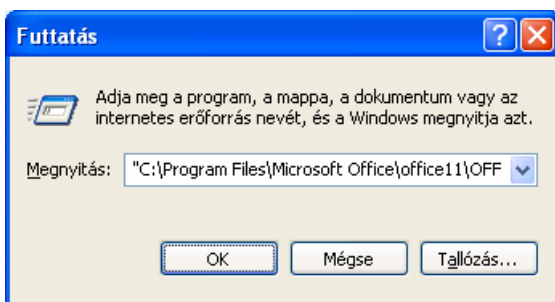 Futtatás
Adja meg a program, a mappa, a dokumentum vagy az
internetes erőforrás nevét, és a Windows megnyitja azt.
Megnyitás: "C:\Program Files\Microsoft Office\office11\OFF
OK Mégse Tallózás...